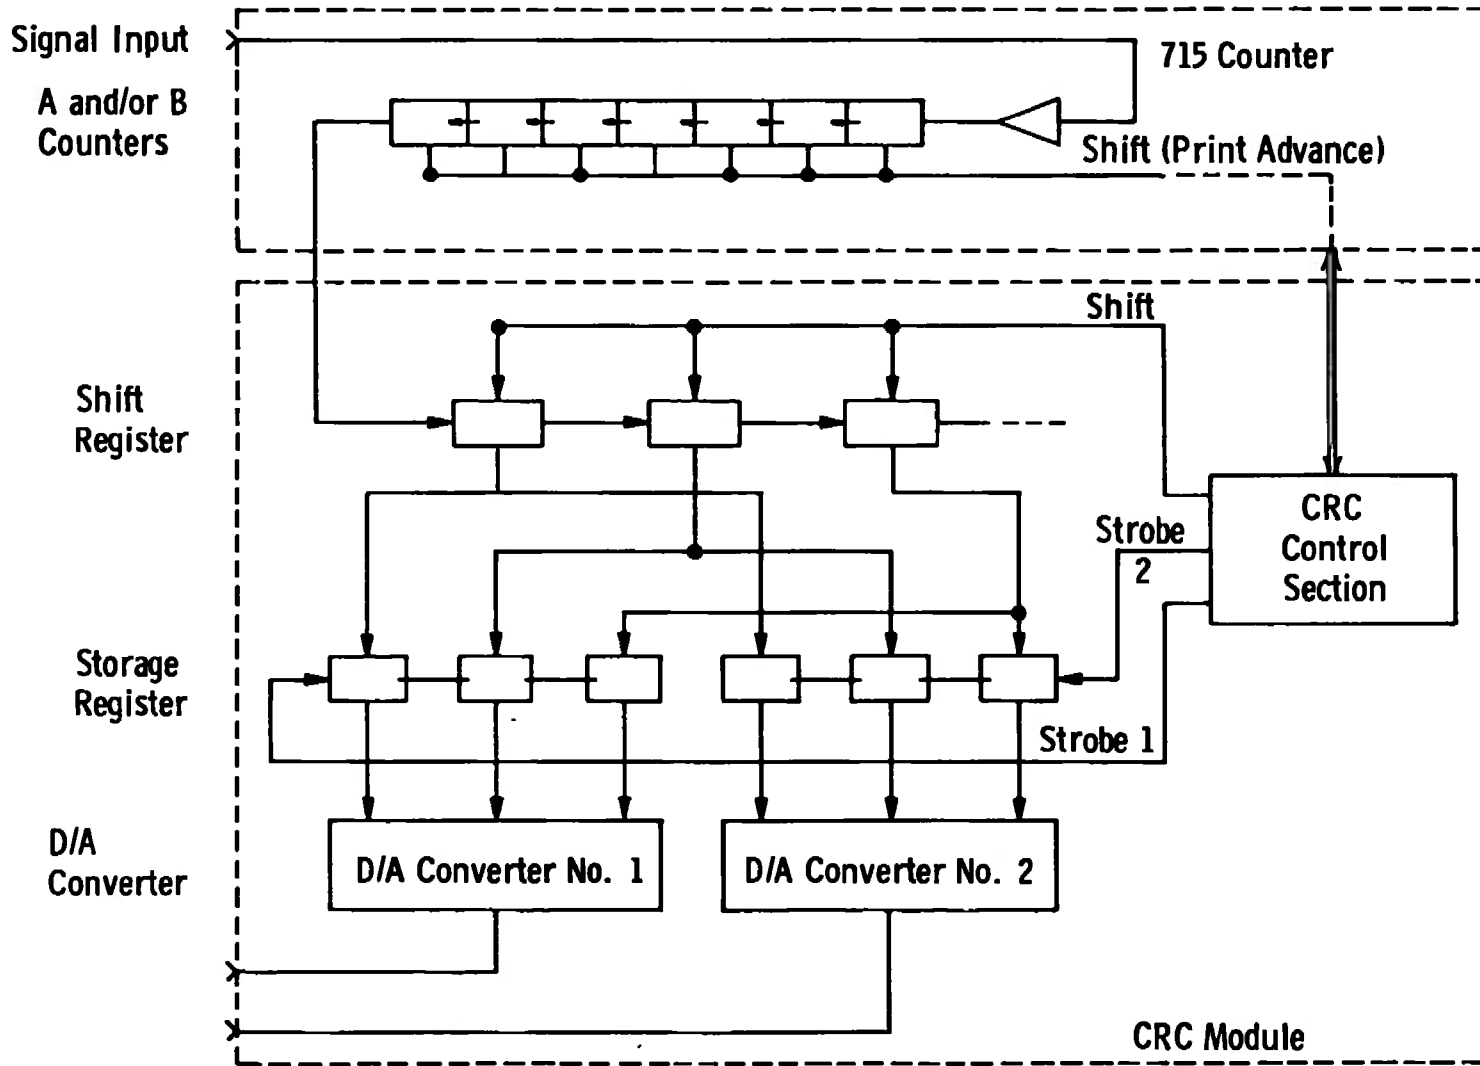 Signal Input
715 Counter
A and/or B
Counters
Shift (Print Advance)
Shift
Shift
Register
CRC
Control
Section
Strobe
2
Storage
Register
Strobe 1
D/A
Converter
D/A Converter No. 1
D/A Converter No. 2
CRC Module